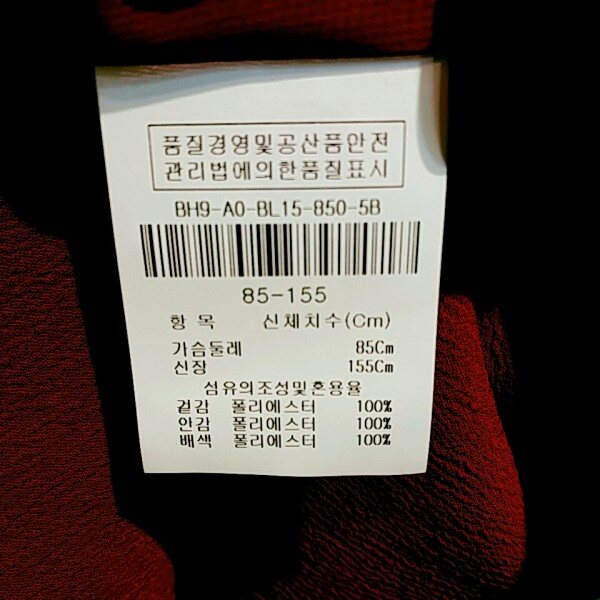 품질경영및공산품안전
관리법에의한품질표시
BH9-A0-BL15-850-5B
85-155
항 목 신체치수(Cm)
가슴둘레 85Cm
신장 155Cm
섬유의조성및혼용율
겉감 폴리에스터 100%
안감 폴리에스터 100%
배색 폴리에스터 100%